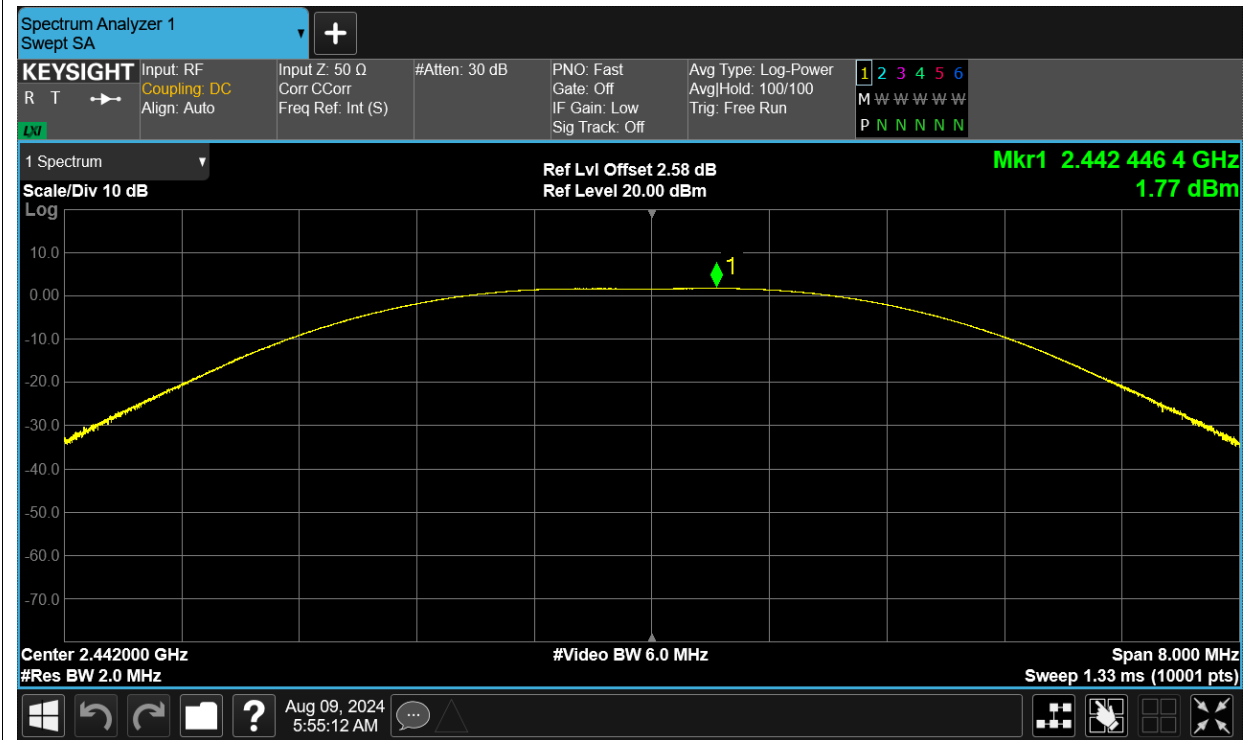 Spectrum Analyzer 1
Swept SA
+
KEYSIGHT
R T
LXI
Input: RF
Coupling: DC
Align: Auto
Input Z: 50 Ω
Corr CCorr
Freq Ref: Int (S)
#Atten: 30 dB
PNO: Fast
Gate: Off
IF Gain: Low
Sig Track: Off
Avg Type: Log-Power
Avg|Hold: 100/100
Trig: Free Run
1 2 3 4 5 6
M W W W W W
P N N N N N
1 Spectrum
Scale/Div 10 dB
Log
Ref Lvl Offset 2.58 dB
Ref Level 20.00 dBm
Mkr1 2.442 446 4 GHz
1.77 dBm
1
10.0
0.00
-10.0
-20.0
-30.0
-40.0
-50.0
-60.0
-70.0
Center 2.442000 GHz
#Res BW 2.0 MHz
#Video BW 6.0 MHz
Span 8.000 MHz
Sweep 1.33 ms (10001 pts)
?
Aug 09, 2024
5:55:12 AM